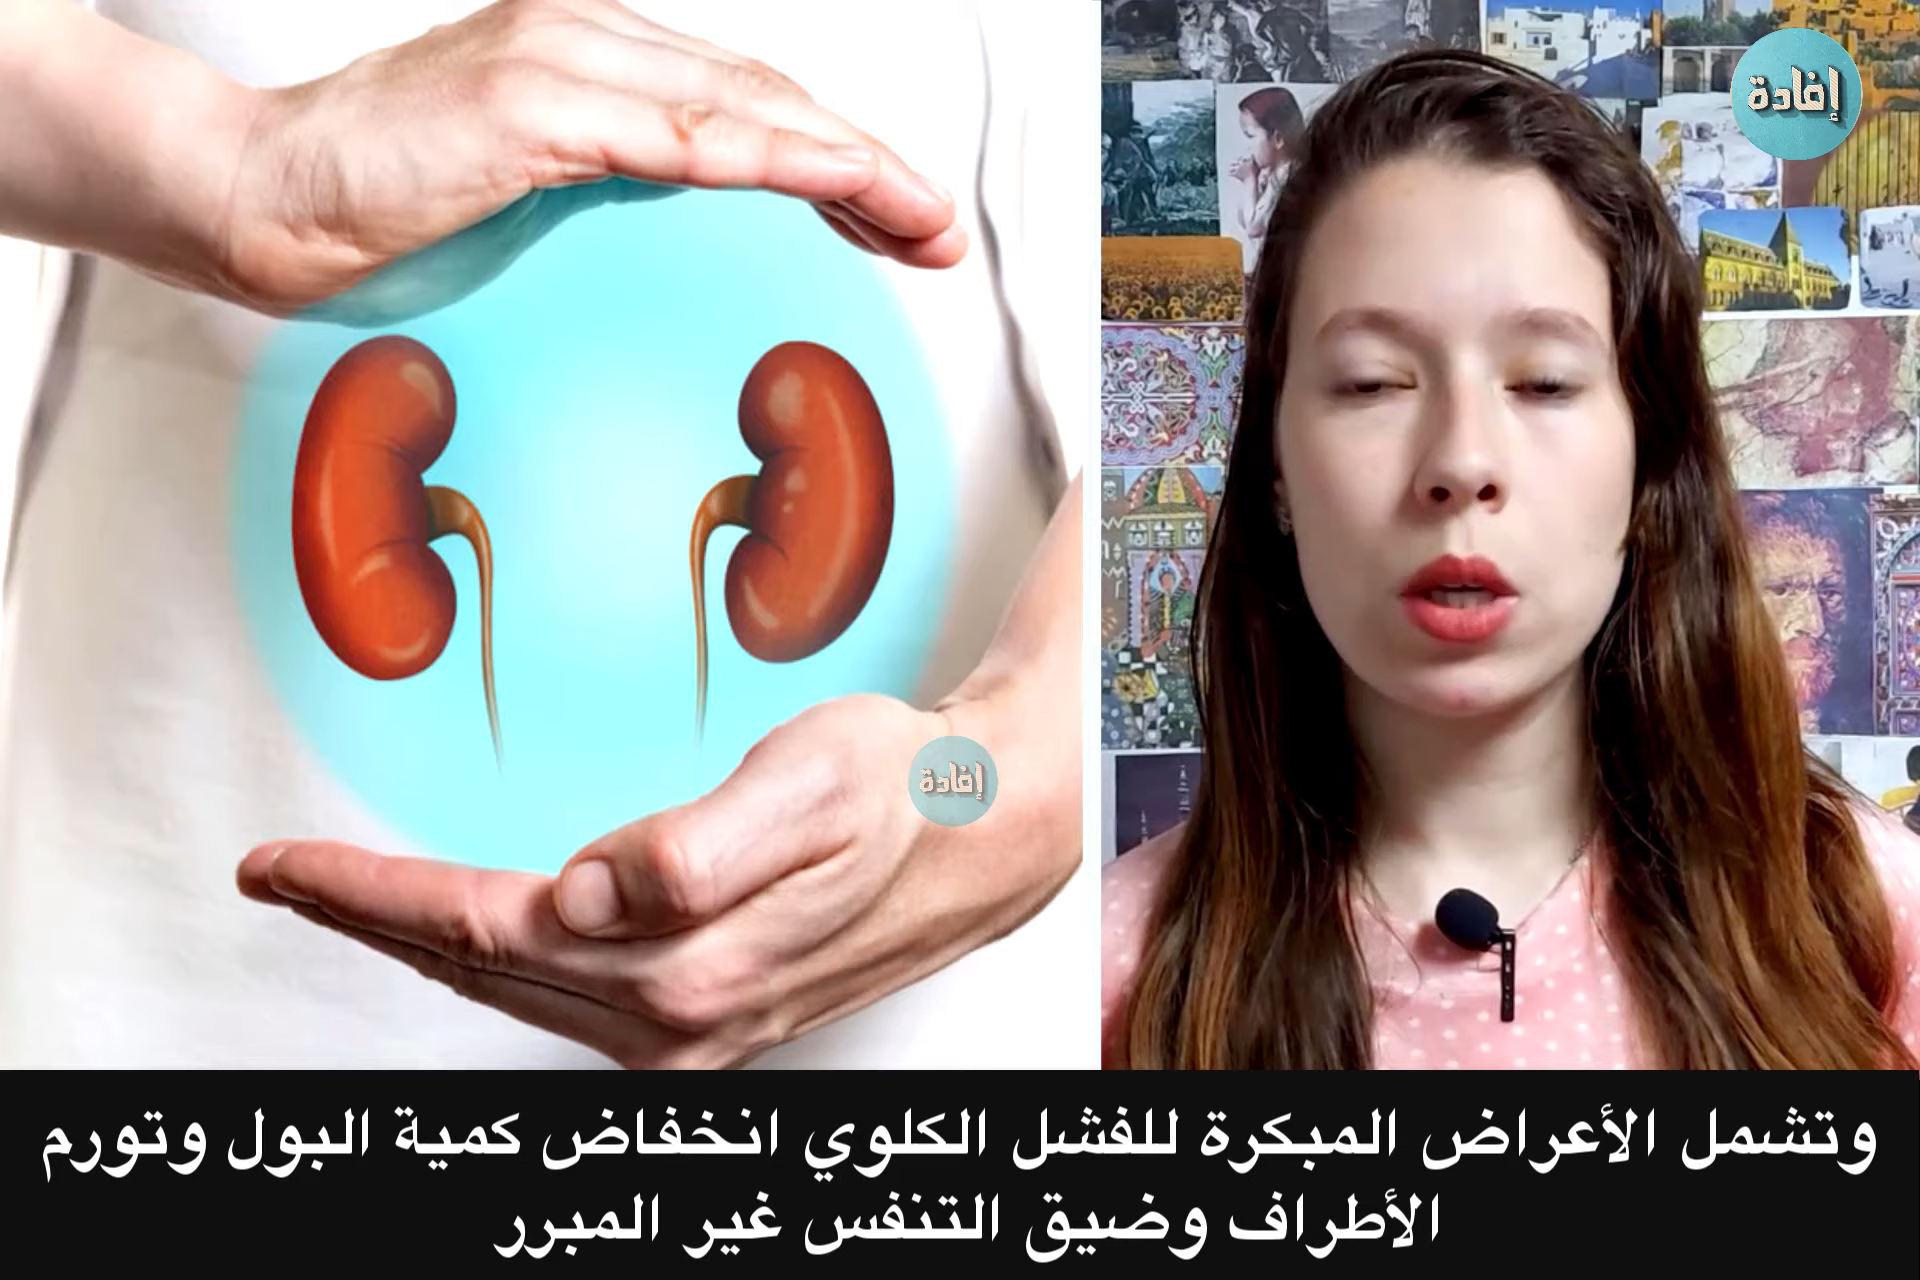 إفادة
إفادة
وتشمل الأعراض المبكرة للفشل الكلوي انخفاض كمية البول وتورم
الأطراف وضيق التنفس غير المبرر